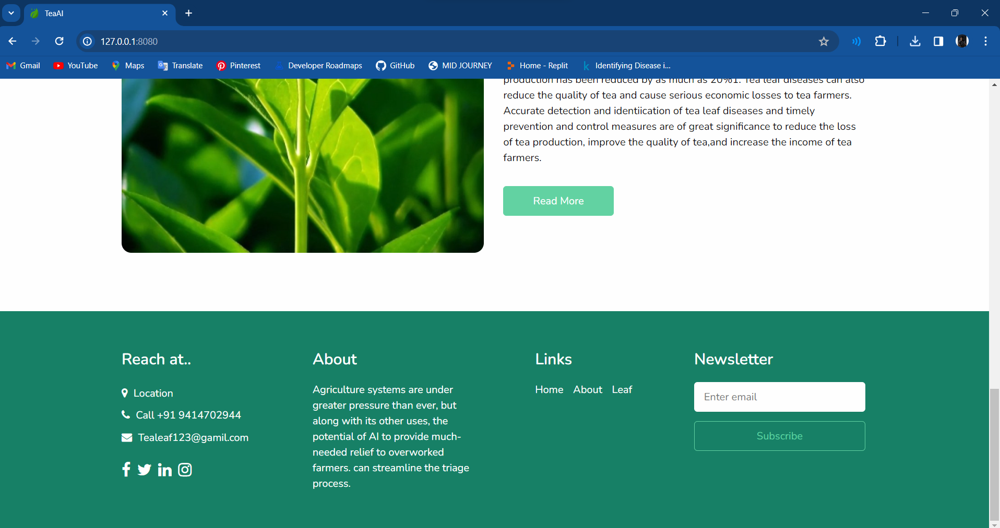 TeaAI
127.0.0.1:8080
Gmail YouTube Maps Translate Pinterest Developer Roadmaps GitHub MID JOURNEY Home - Replit Identifying Disease i...
production has been reduced by as much as 20%1. Tea leaf diseases can also
reduce the quality of tea and cause serious economic losses to tea farmers.
Accurate detection and identiication of tea leaf diseases and timely
prevention and control measures are of great significance to reduce the loss
of tea production, improve the quality of tea,and increase the income of tea
farmers.
Read More
Reach at..
Location
Call +91 9414702944
Tealeaf123@gamil.com
About
Agriculture systems are under
greater pressure than ever, but
along with its other uses, the
potential of AI to provide much-
needed relief to overworked
farmers. can streamline the triage
process.
Links
Home About Leaf
Newsletter
Enter email
Subscribe